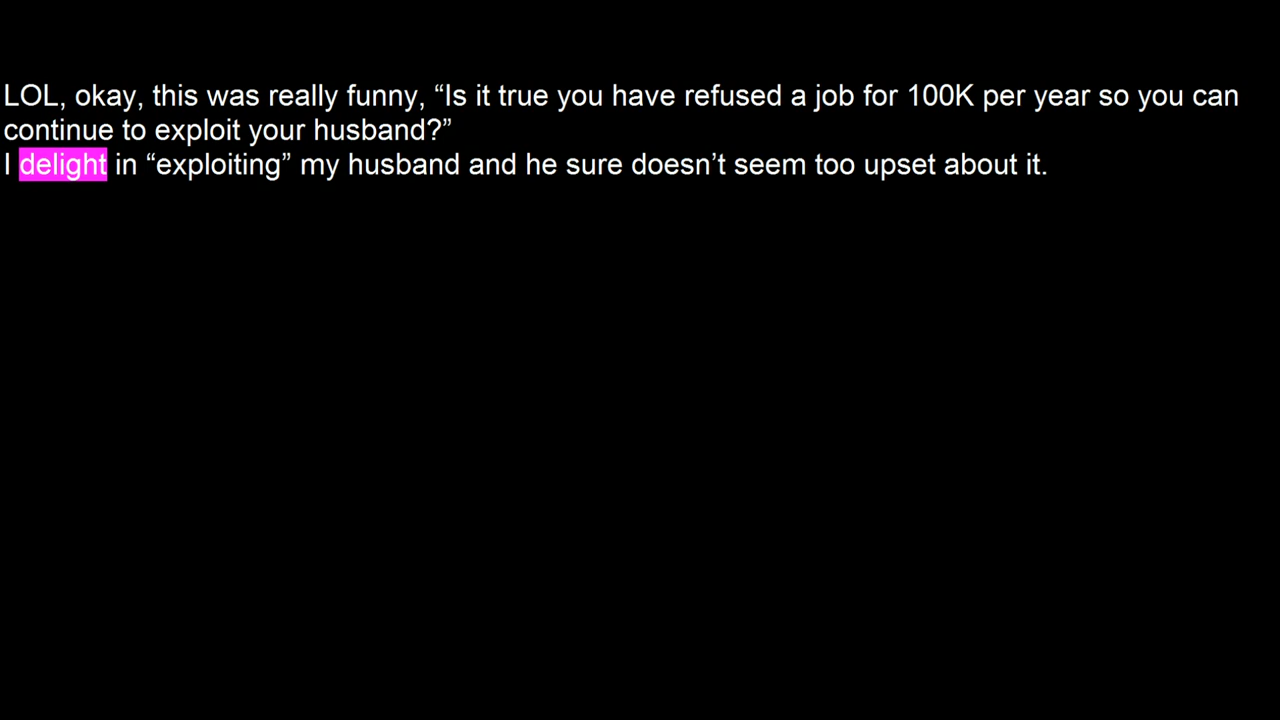 LOL, okay, this was really funny, “Is it true you have refused a job for 100K per year so you can
continue to exploit your husband?”
I delight in “exploiting” my husband and he sure doesn’t seem too upset about it.